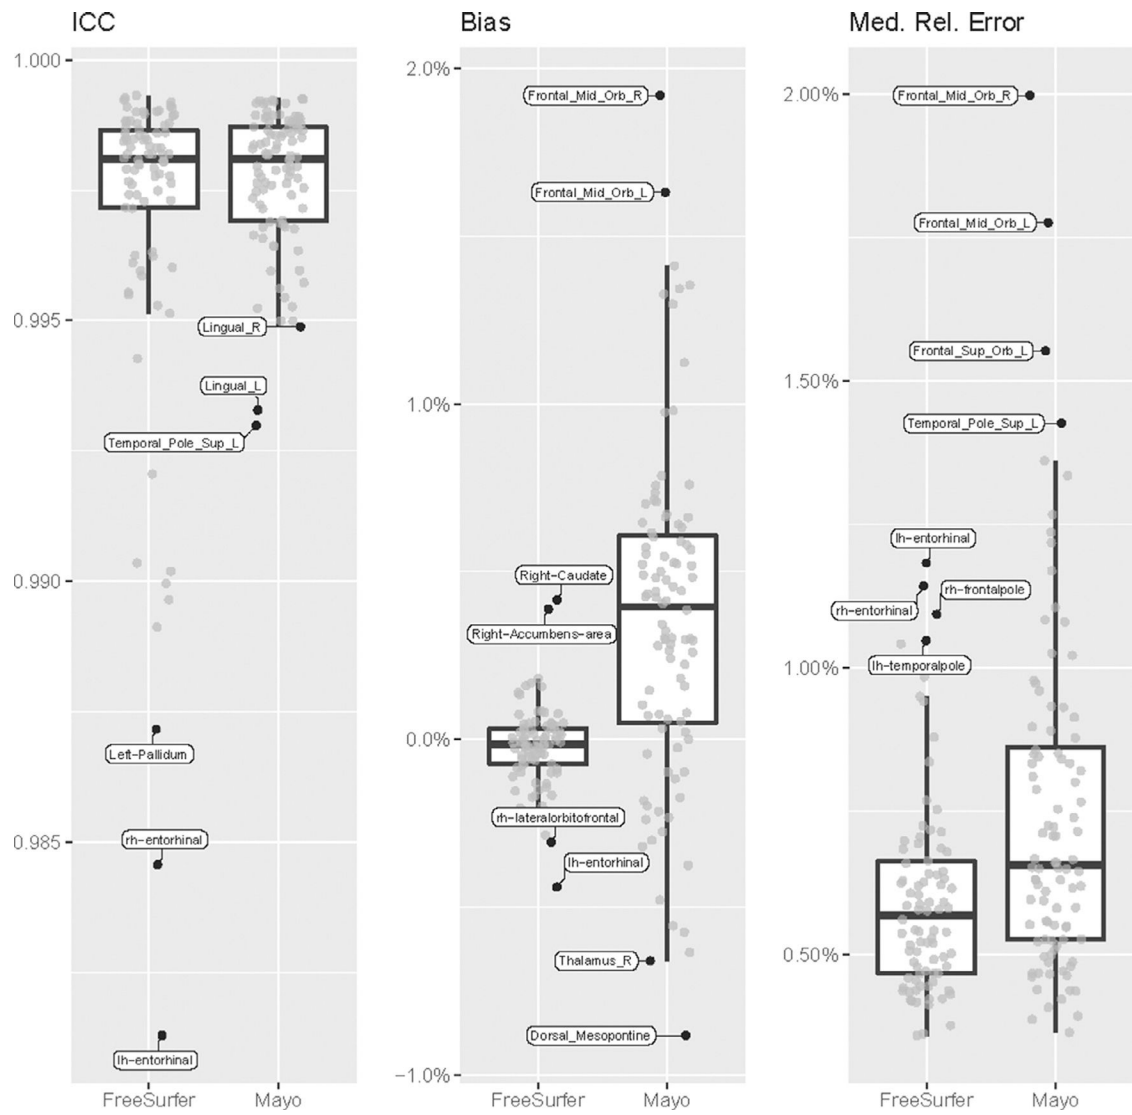 ICC
1.000
0.995
0.990
0.985
Lingual_R
Lingual_L
Temporal_Pole_Sup_L
Left-Pallidum
rh-entorhinal
lh-entorhinal
FreeSurfer
Mayo
Bias
2.0%
1.0%
0.0%
−1.0%
Frontal_Mid_Orb_R
Frontal_Mid_Orb_L
Right-Caudate
Right-Accumbens-area
rh-lateralorbitofrontal
lh-entorhinal
Thalamus_R
Dorsal_Mesopontine
FreeSurfer
Mayo
Med. Rel. Error
2.00%
1.50%
1.00%
0.50%
Frontal_Mid_Orb_R
Frontal_Mid_Orb_L
Frontal_Sup_Orb_L
Temporal_Pole_Sup_L
lh-entorhinal
rh-entorhinal
rh-frontalpole
lh-temporalpole
FreeSurfer
Mayo